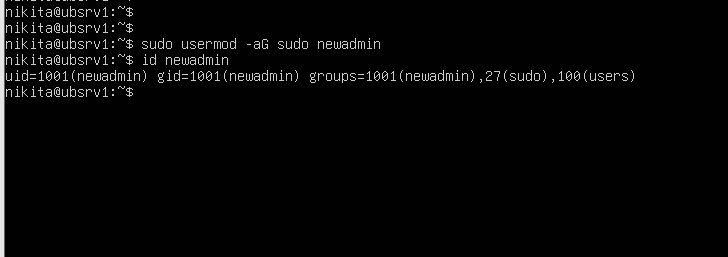 nikita@ubsrv1:~$
nikita@ubsrv1:~$
nikita@ubsrv1:~$ sudo usermod -aG sudo newadmin
nikita@ubsrv1:~$ id newadmin
uid=1001(newadmin) gid=1001(newadmin) groups=1001(newadmin),27(sudo),100(users)
nikita@ubsrv1:~$